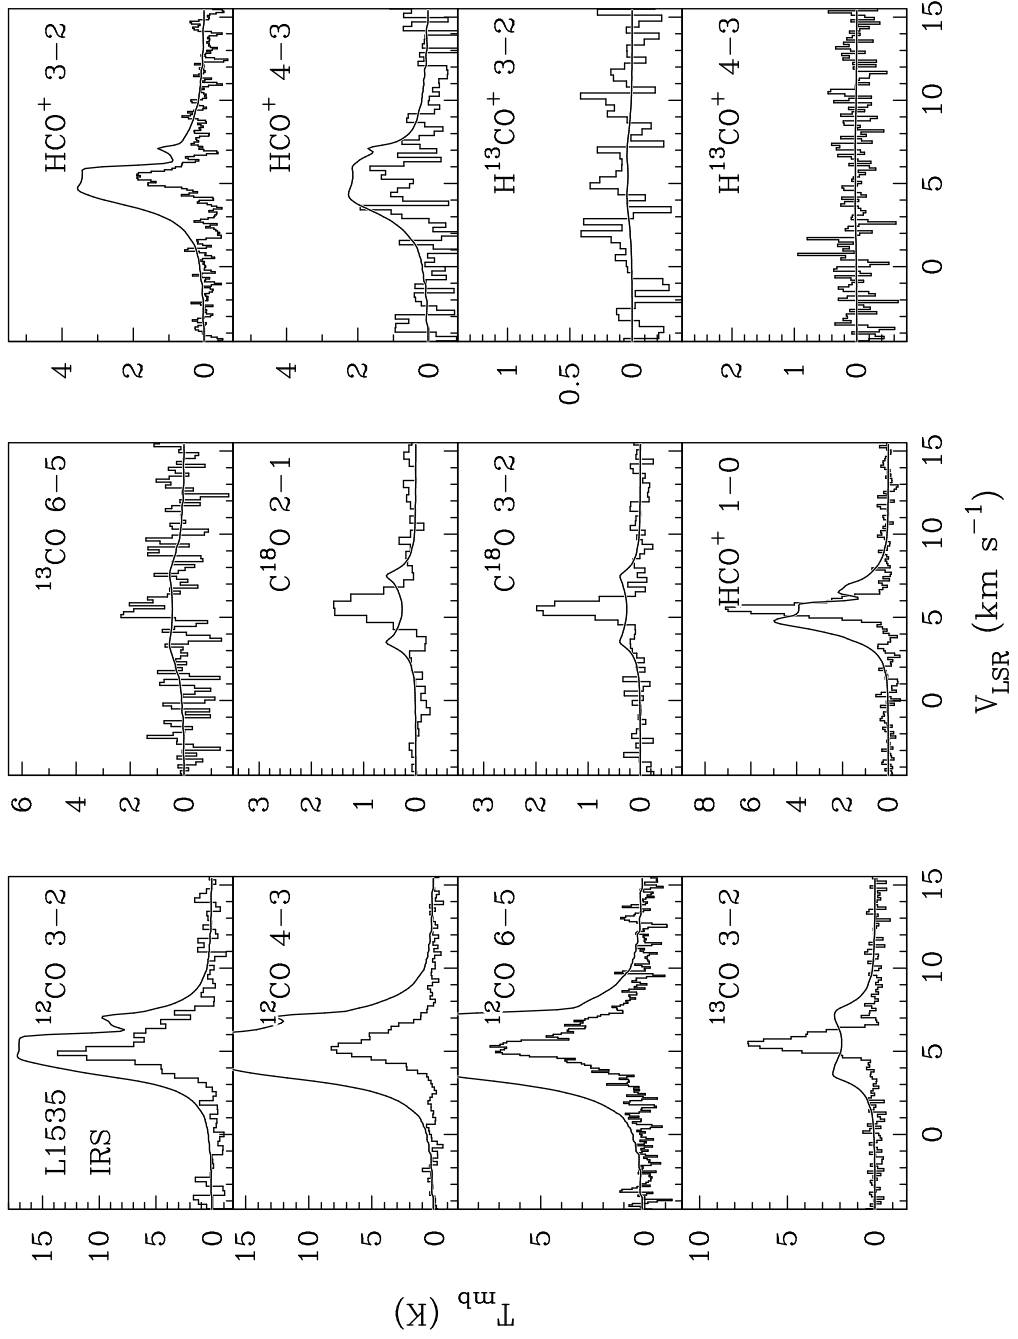 T_mb (K)
L1535
IRS
¹²CO 3−2
15
10
5
0
¹²CO 4−3
10
5
0
¹²CO 6−5
5
0
¹³CO 3−2
10
5
0
0 5 10 15
¹³CO 6−5
6
4
2
0
C¹⁸O 2−1
3
2
1
0
C¹⁸O 3−2
3
2
1
0
HCO⁺ 1−0
8
6
4
2
0
0 5 10 15
HCO⁺ 3−2
4
2
0
HCO⁺ 4−3
4
2
0
H¹³CO⁺ 3−2
1
0.5
0
H¹³CO⁺ 4−3
2
1
0
0 5 10 15
V_LSR (km s⁻¹)